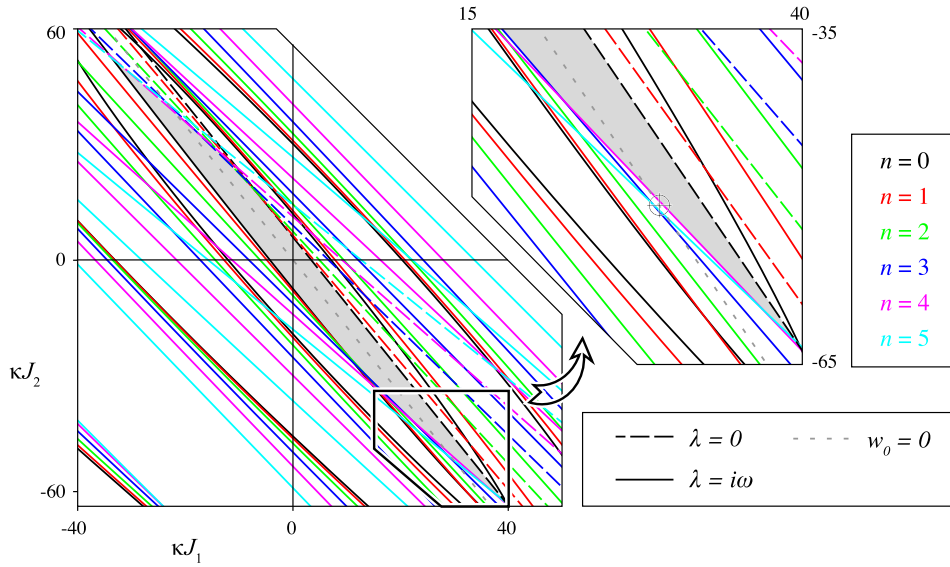 15 40
60 -35
n = 0
n = 1
n = 2
0 n = 3
n = 4
-65
n = 5
κJ2
λ = 0 w0 = 0
-60 λ = iω
-40 0 40
κJ1